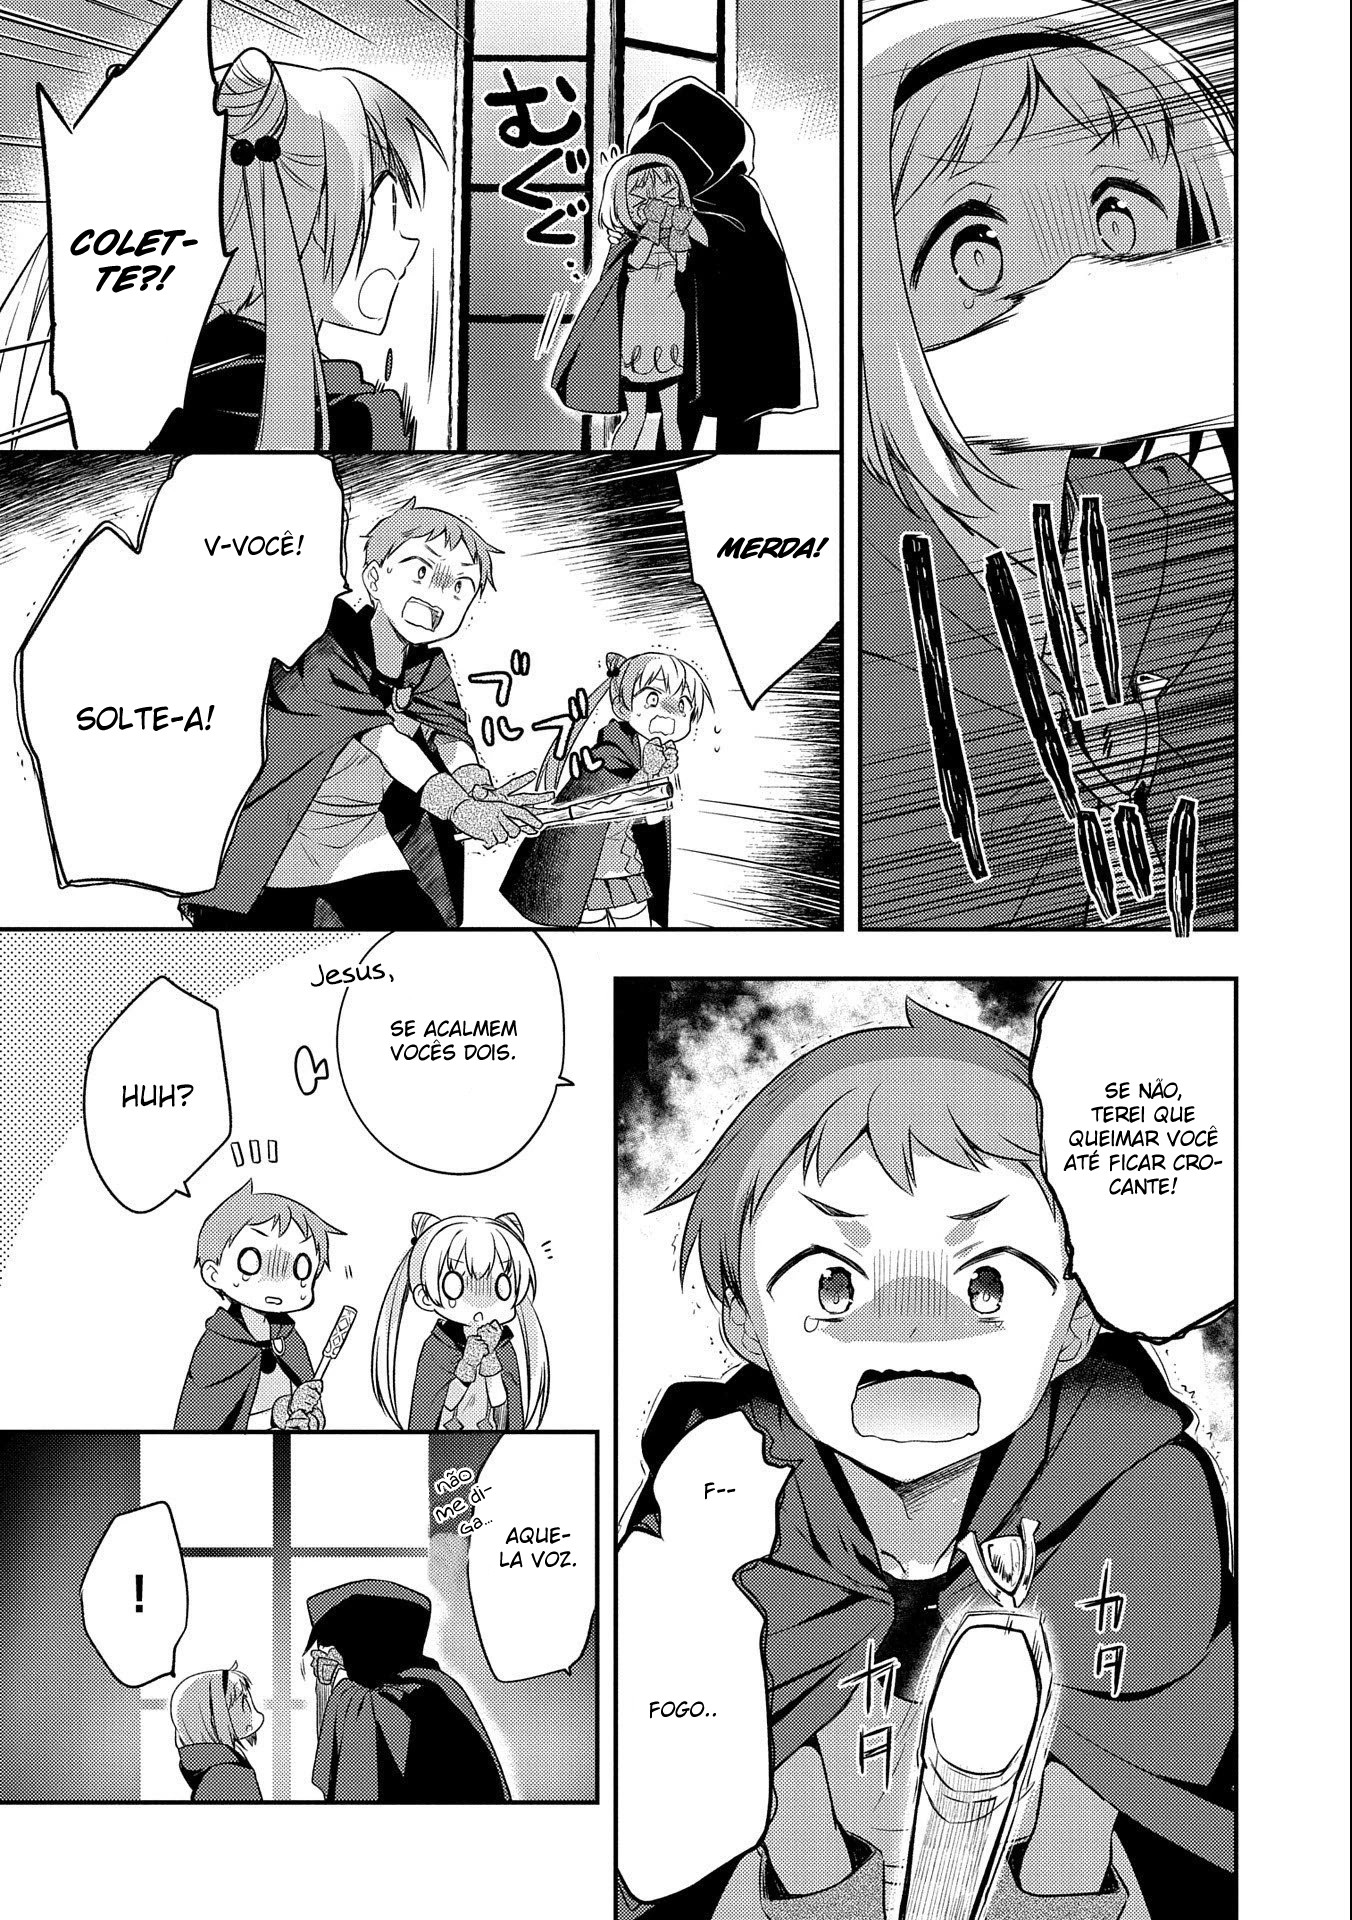 むぐぐ
COLET-
TE?!
MERDA!
V-VOCÊ!
SOLTE-A!
ブル
ブル
SE NÃO,
TEREI QUE
QUEIMAR VOCÊ
ATÉ FICAR CRO-
CANTE!
F--
FOGO..
カタ
カタ
Jesus,
SE ACALMEM
VOCÊS DOIS.
HUH?
AQUE-
LA VOZ.
não
me di-
ga...
!